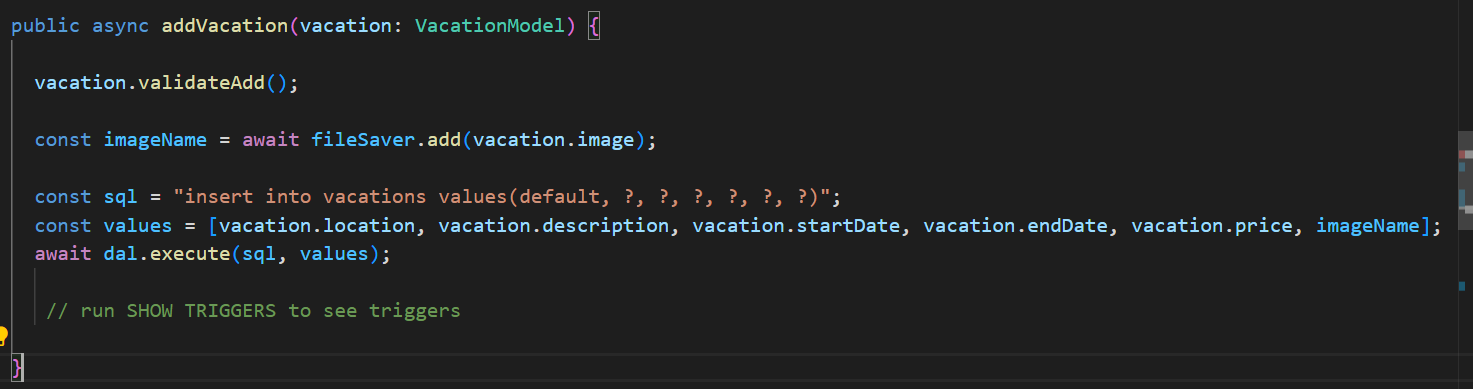 public async addVacation(vacation: VacationModel) {
vacation.validateAdd();
const imageName = await fileSaver.add(vacation.image);
const sql = "insert into vacations values(default, ?, ?, ?, ?, ?, ?)";
const values = [vacation.location, vacation.description, vacation.startDate, vacation.endDate, vacation.price, imageName];
await dal.execute(sql, values);
// run SHOW TRIGGERS to see triggers
}